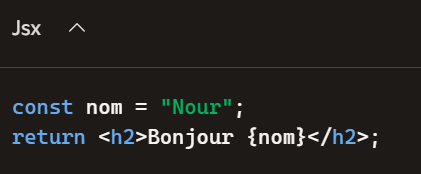 Jsx
const nom = "Nour";
return <h2>Bonjour {nom}</h2>;